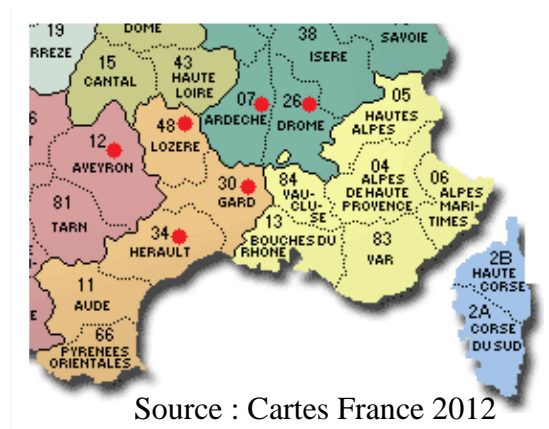 19
RREZE
DOME
38
ISERE
SAVOIE
15
CANTAL
43
HAUTE
LOIRE
07
ARDECHE
26
DROME
05
HAUTES
ALPES
12
AVEYRON
48
LOZERE
81
TARN
30
GARD
84
VAU-
CLU-
SE
04
ALPES
DE HAUTE
PROVENCE
06
ALPES
MARI-
TIMES
34
HERAULT
13
BOUCHES DU
RHONE
83
VAR
11
AUDE
66
PYRENEES
ORIENTALES
2B
HAUTE
CORSE
2A
CORSE
DU SUD
Source : Cartes France 2012